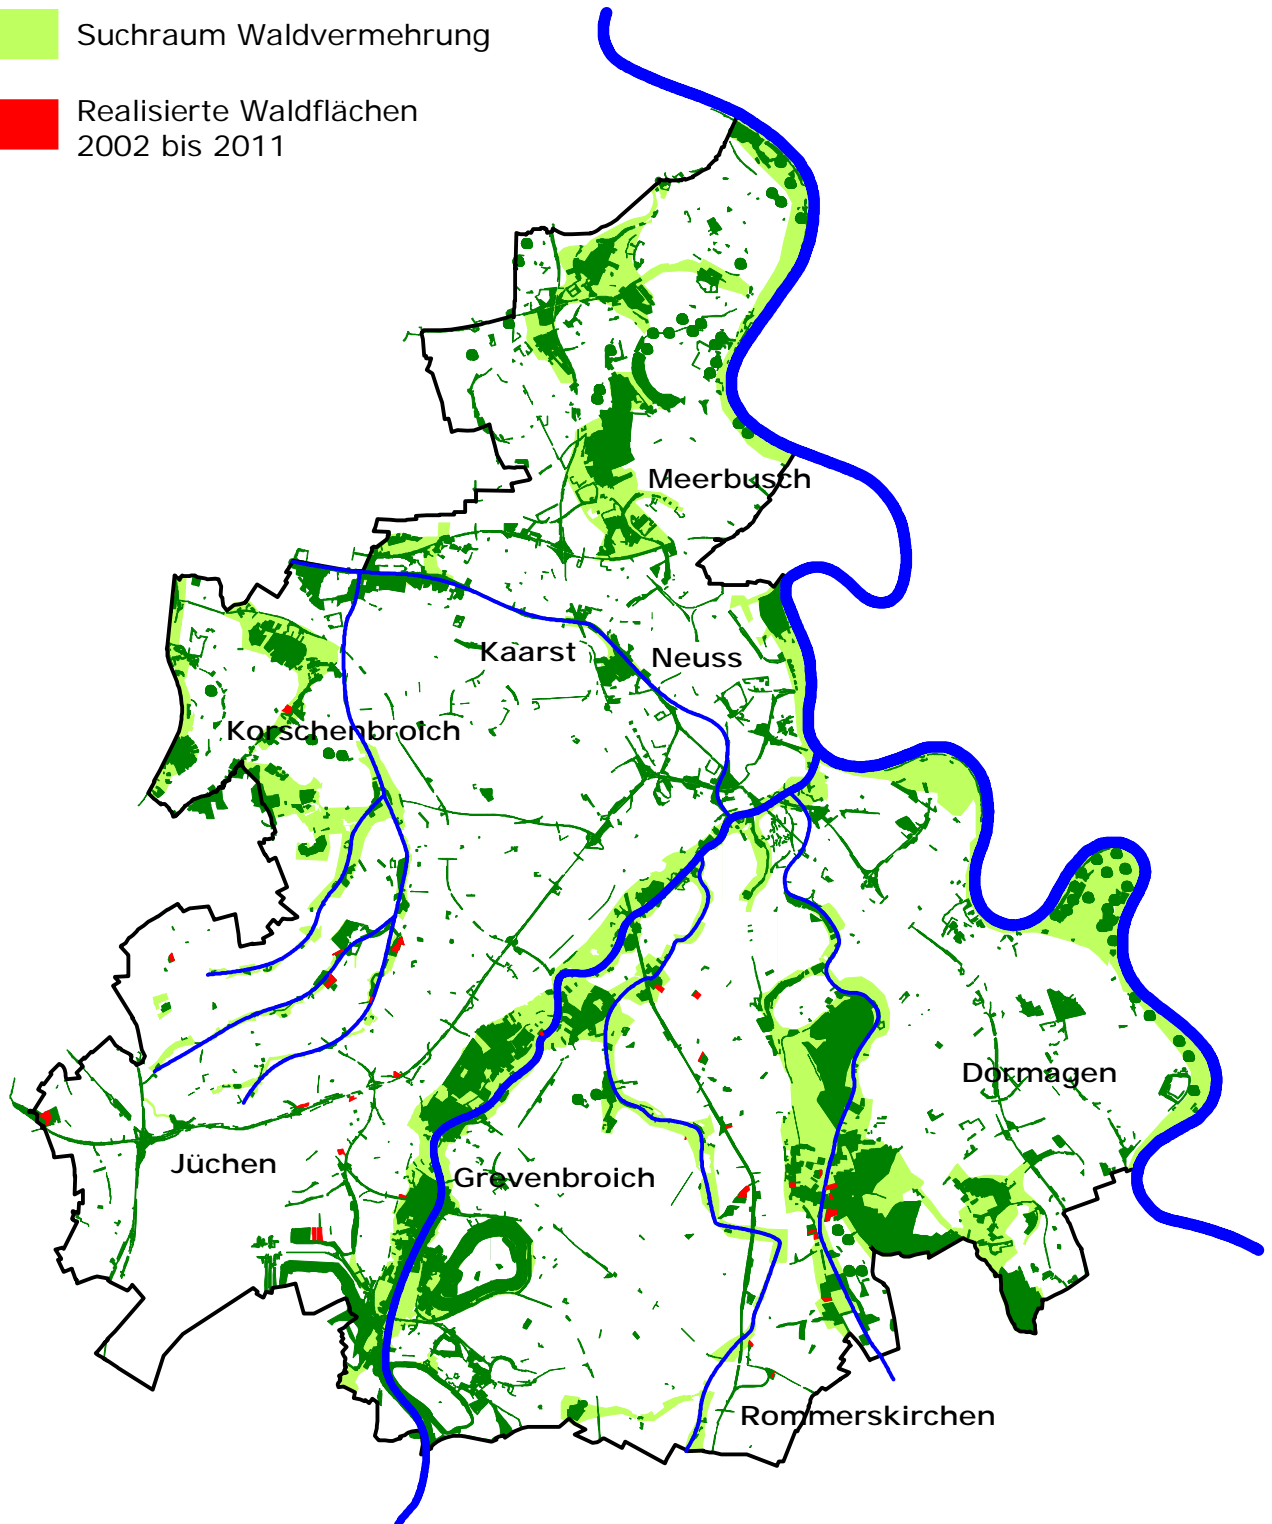 Suchraum Waldvermehrung
Realisierte Waldflächen
2002 bis 2011
Meerbusch
Kaarst
Neuss
Korschenbroich
Dormagen
Jüchen
Grevenbroich
Rommerskirchen